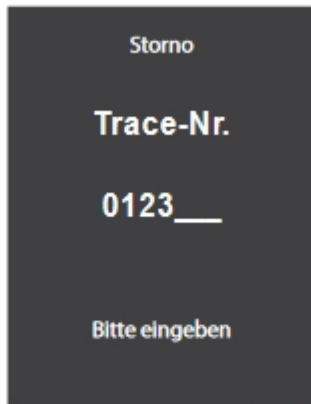 Storno
Trace-Nr.
0123___
Bitte eingeben